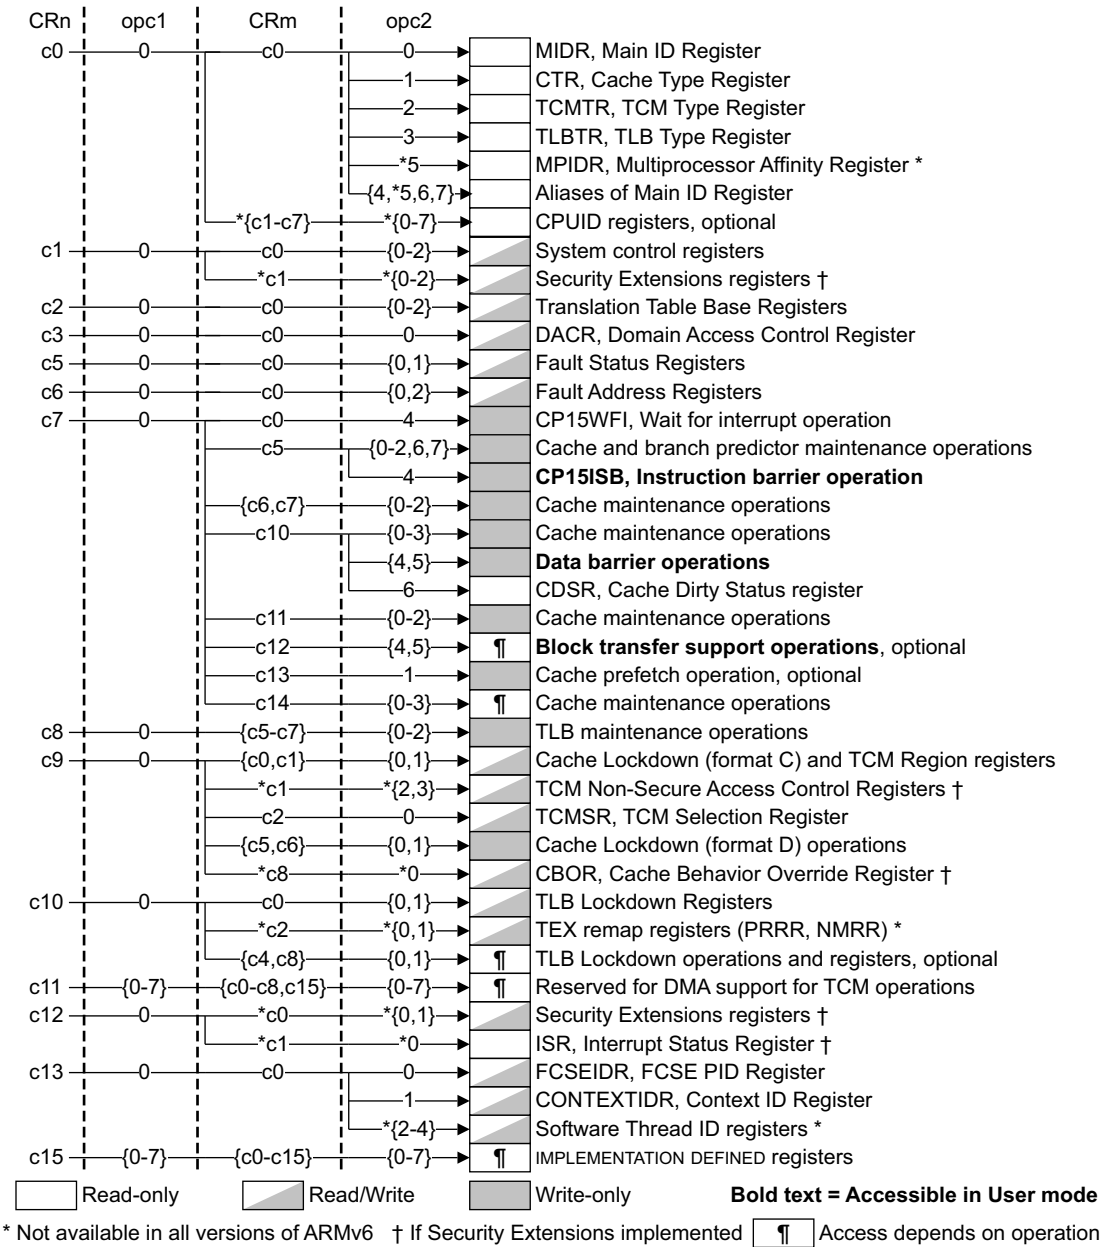 CRn opc1 CRm opc2
c0 0 c0 0 MIDR, Main ID Register
1 CTR, Cache Type Register
2 TCMTR, TCM Type Register
3 TLBTR, TLB Type Register
*5 MPIDR, Multiprocessor Affinity Register *
{4,*5,6,7} Aliases of Main ID Register
*{c1-c7} *{0-7} CPUID registers, optional
c1 0 c0 {0-2} System control registers
*c1 *{0-2} Security Extensions registers †
c2 0 c0 {0-2} Translation Table Base Registers
c3 0 c0 0 DACR, Domain Access Control Register
c5 0 c0 {0,1} Fault Status Registers
c6 0 c0 {0,2} Fault Address Registers
c7 0 c0 4 CP15WFI, Wait for interrupt operation
c5 {0-2,6,7} Cache and branch predictor maintenance operations
4 CP15ISB, Instruction barrier operation
{c6,c7} {0-2} Cache maintenance operations
c10 {0-3} Cache maintenance operations
{4,5} Data barrier operations
6 CDSR, Cache Dirty Status register
c11 {0-2} Cache maintenance operations
c12 {4,5} ¶ Block transfer support operations, optional
c13 1 Cache prefetch operation, optional
c14 {0-3} ¶ Cache maintenance operations
c8 0 {c5-c7} {0-2} TLB maintenance operations
c9 0 {c0,c1} {0,1} Cache Lockdown (format C) and TCM Region registers
*c1 *{2,3} TCM Non-Secure Access Control Registers †
c2 0 TCMSR, TCM Selection Register
{c5,c6} {0,1} Cache Lockdown (format D) operations
*c8 *0 CBOR, Cache Behavior Override Register †
c10 0 c0 {0,1} TLB Lockdown Registers
*c2 *{0,1} TEX remap registers (PRRR, NMRR) *
{c4,c8} {0,1} ¶ TLB Lockdown operations and registers, optional
c11 {0-7} {c0-c8,c15} {0-7} ¶ Reserved for DMA support for TCM operations
c12 0 *c0 *{0,1} Security Extensions registers †
*c1 *0 ISR, Interrupt Status Register †
c13 0 c0 0 FCSEIDR, FCSE PID Register
1 CONTEXTIDR, Context ID Register
*{2-4} Software Thread ID registers *
c15 {0-7} {c0-c15} {0-7} ¶ IMPLEMENTATION DEFINED registers
Read-only Read/Write Write-only Bold text = Accessible in User mode
* Not available in all versions of ARMv6 † If Security Extensions implemented ¶ Access depends on operation